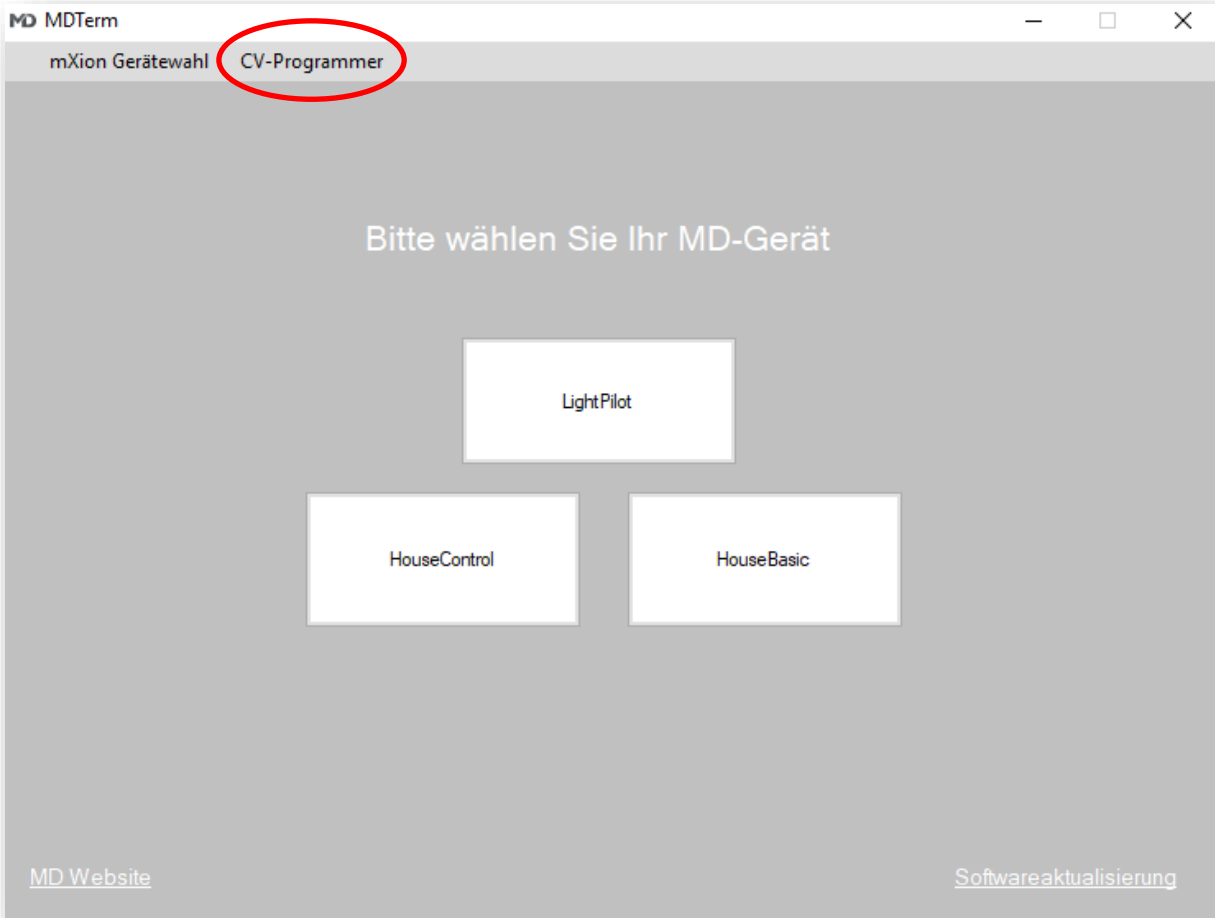 MD MDTerm
mXion Gerätewahl CV-Programmer
Bitte wählen Sie Ihr MD-Gerät
LightPilot
HouseControl HouseBasic
MD Website Softwareaktualisierung